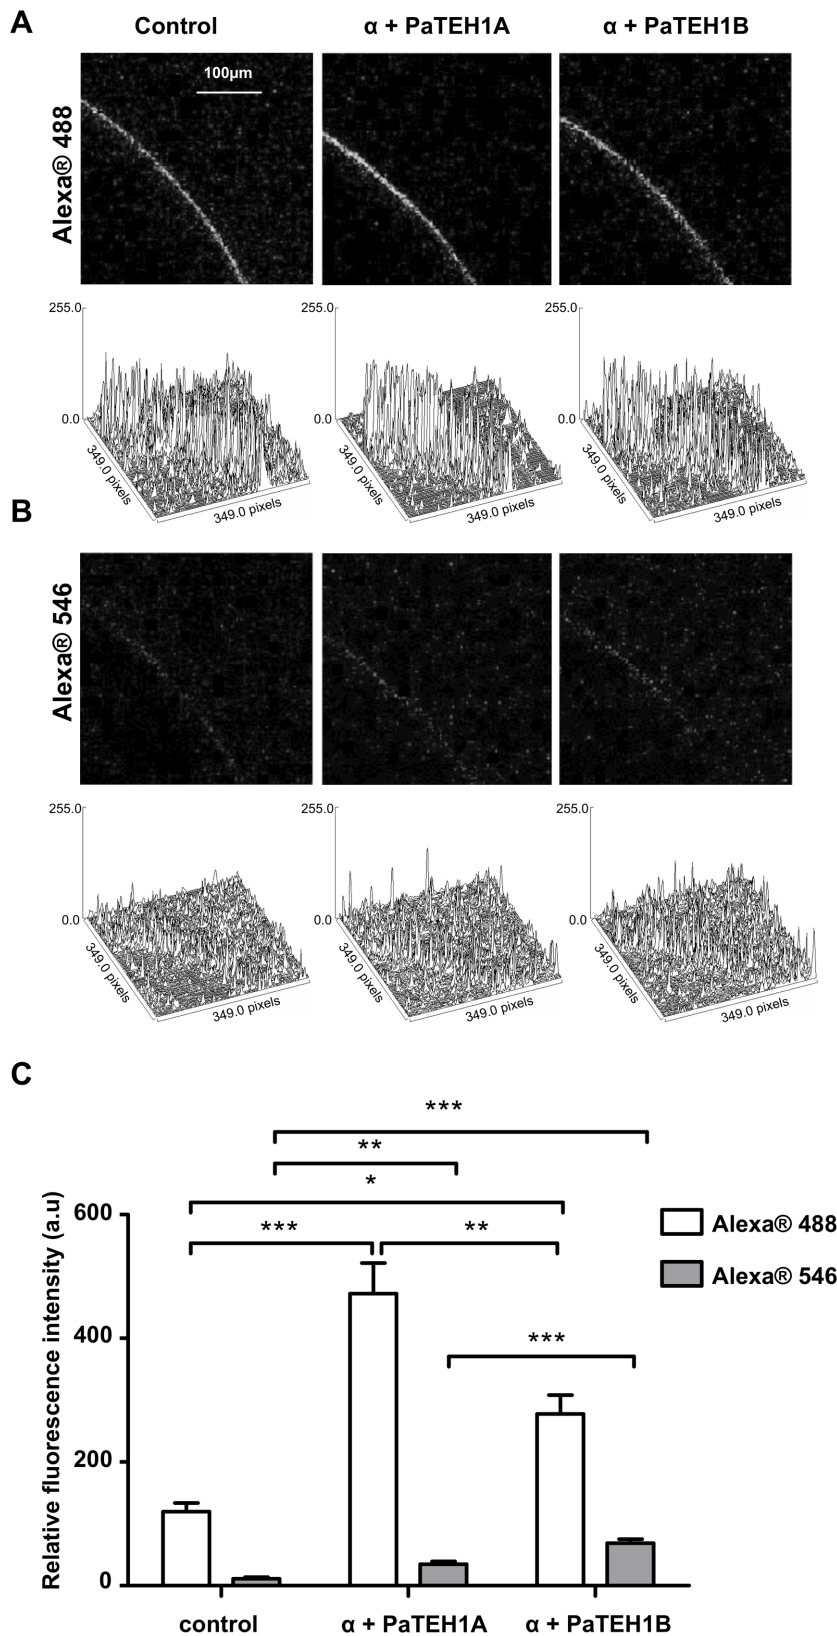 A
Control
α + PaTEH1A
α + PaTEH1B
Alexa® 488
100µm
255.0
255.0
255.0
0.0
0.0
0.0
349.0 pixels
349.0 pixels
349.0 pixels
349.0 pixels
349.0 pixels
349.0 pixels
B
Alexa® 546
255.0
255.0
255.0
0.0
0.0
0.0
349.0 pixels
349.0 pixels
349.0 pixels
349.0 pixels
349.0 pixels
349.0 pixels
C
***
**
*
***
**
***
Relative fluorescence intensity (a.u)
600
400
200
0
Alexa® 488
Alexa® 546
control
α + PaTEH1A
α + PaTEH1B